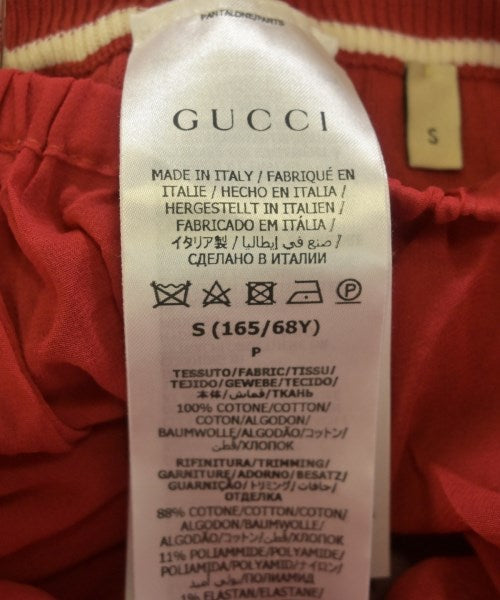 PANTALONE/PANTS
GUCCI
S
MADE IN ITALY / FABRIQUÉ EN
ITALIE / HECHO EN ITALIA /
HERGESTELLT IN ITALIEN /
FABRICADO EM ITÁLIA /
イタリア製 / صنع في إيطاليا /
СДЕЛАНО В ИТАЛИИ
P
S (165/68Y)
P
TESSUTO/FABRIC/TISSU/
TEJIDO/GEWEBE/TECIDO/
本体/قماش/ТКАНЬ
100% COTONE/COTTON/
COTON/ALGODON/
BAUMWOLLE/ALGODÃO/コットン/
قطن/ХЛОПОК
RIFINITURA/TRIMMING/
GARNITURE/ADORNO/BESATZ/
GUARNIÇÃO/トリミング/حافات/
ОТДЕЛКА
88% COTONE/COTTON/COTON/
ALGODON/BAUMWOLLE/
ALGODÃO/コットン/قطن/ХЛОПОК
11% POLIAMMIDE/POLYAMIDE/
POLIAMIDA/POLYAMID/ナイロン/
بولي أميد/ПОЛИАМИД
1% ELASTAN/ELASTANE/